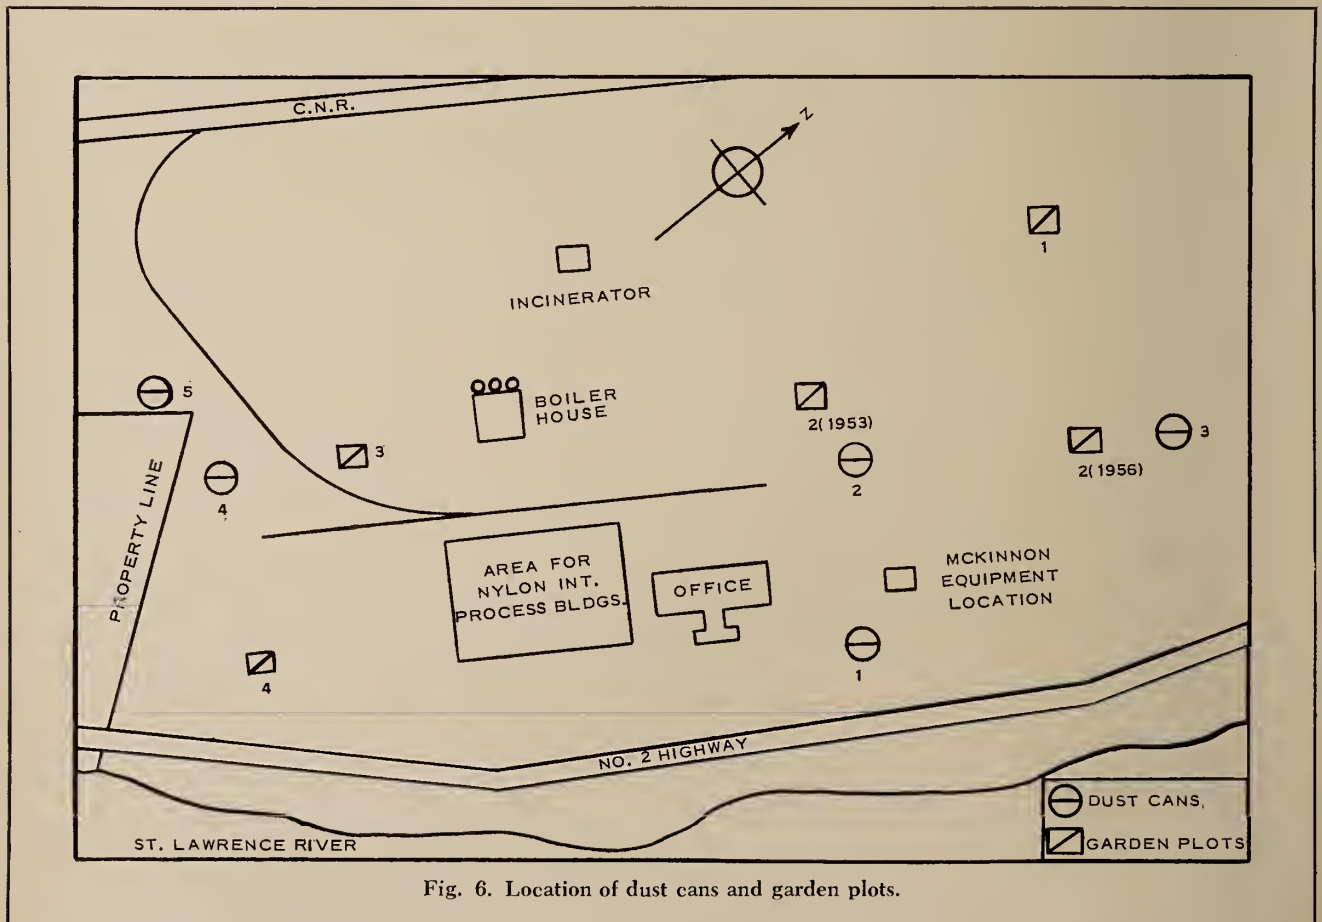 C.N.R.
N
1
INCINERATOR
BOILER
HOUSE
5
3
2(1953)
2
2(1956)
3
4
PROPERTY LINE
AREA FOR
NYLON INT.
PROCESS BLDGS.
OFFICE
MCKINNON
EQUIPMENT
LOCATION
4
1
NO. 2 HIGHWAY
ST. LAWRENCE RIVER
DUST CANS,
GARDEN PLOTS
Fig. 6. Location of dust cans and garden plots.